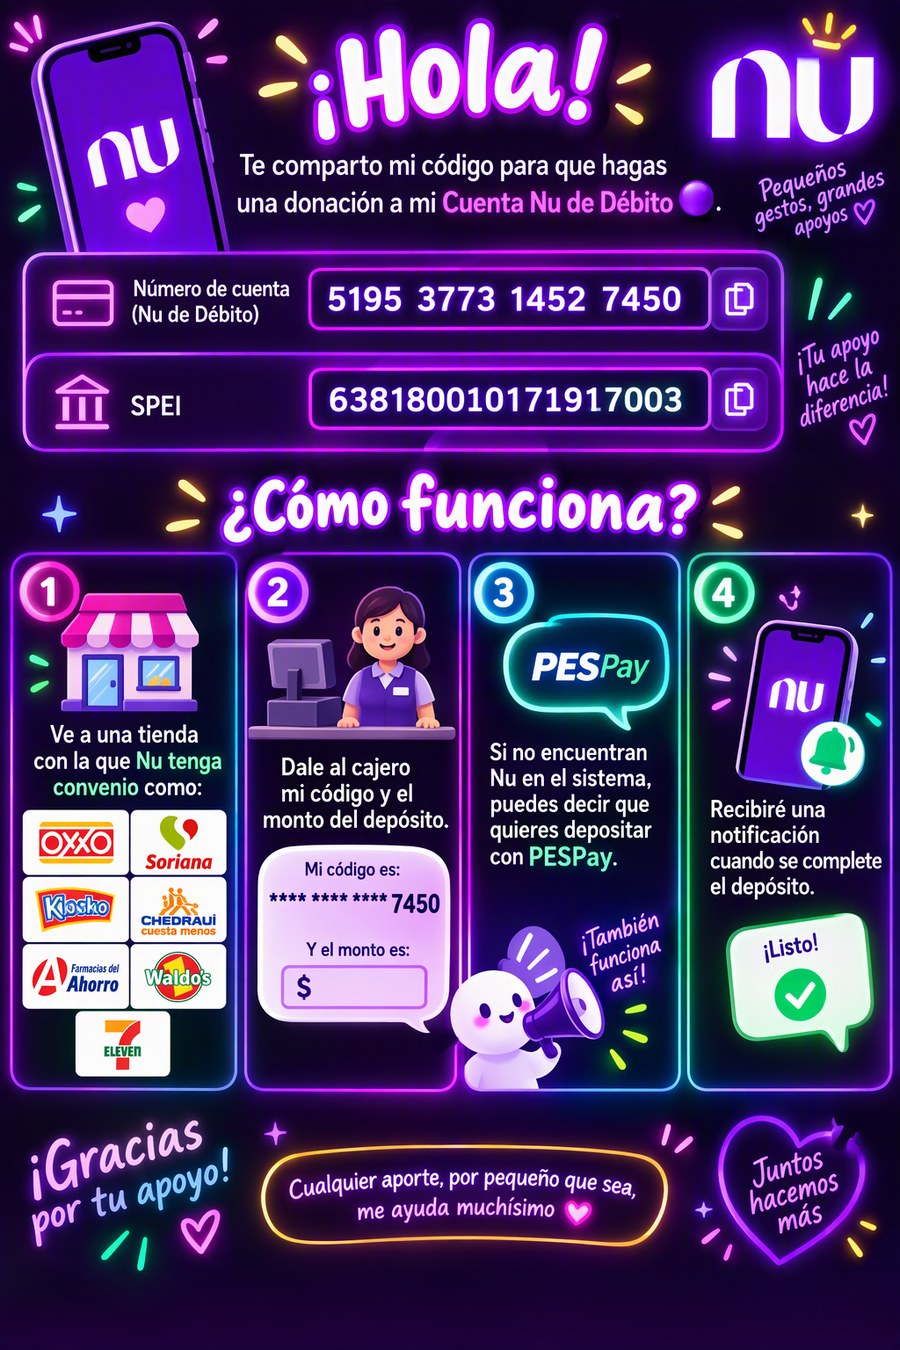 nu
¡Hola!
nu
Te comparto mi código para que hagas
una donación a mi Cuenta Nu de Débito.
Pequeños
gestos, grandes
apoyos
Número de cuenta
(Nu de Débito)
5195 3773 1452 7450
SPEI
638180010171917003
¡Tu apoyo
hace la
diferencia!
¿Cómo funciona?
1
Ve a una tienda
con la que Nu tenga
convenio como:
OXXO
Soriana
Kiosko
CHEDRAUI
cuesta menos
A
Farmacias del
Ahorro
Waldo's
7
ELEVEN
2
Dale al cajero
mi código y el
monto del depósito.
Mi código es:
**** **** **** 7450
Y el monto es:
$
3
PESPay
Si no encuentran
Nu en el sistema,
puedes decir que
quieres depositar
con PESPay.
¡También
funciona
así!
4
nu
Recibiré una
notificación
cuando se complete
el depósito.
¡Listo!
¡Gracias
por tu apoyo!
Cualquier aporte, por pequeño que sea,
me ayuda muchísimo
Juntos
hacemos
más